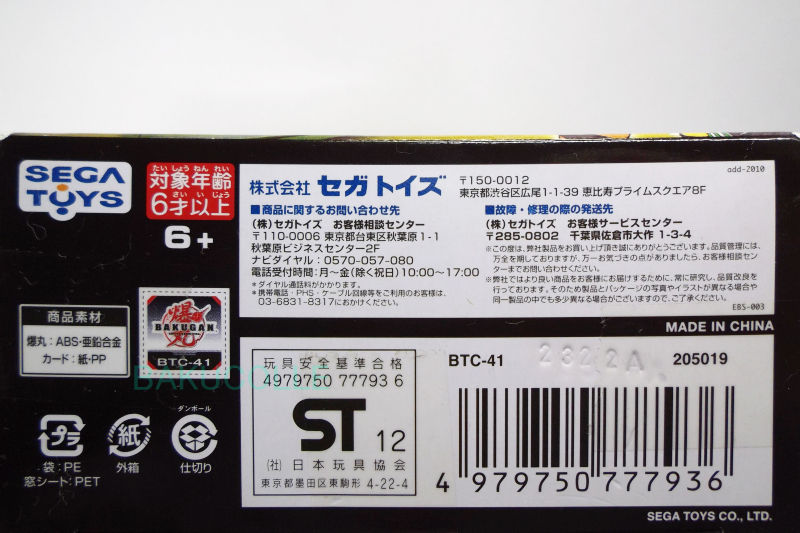 SEGA
TOYS
たい しょう ねん れい
対象年齢
さい い じょう
6才以上
6+
株式会社 セガトイズ
〒150-0012
東京都渋谷区広尾1-1-39 恵比寿プライムスクエア8F
add-2010
■商品に関するお問い合わせ先
(株)セガトイズ お客様相談センター
〒110-0006 東京都台東区秋葉原1-1
秋葉原ビジネスセンター2F
ナビダイヤル:0570-057-080
電話受付時間:月〜金(除く祝日)10:00〜17:00
*ダイヤル通話料がかかります。
*携帯電話・PHS・ケーブル回線等をご利用のお客様は、
03-6831-8317におかけください。
■故障・修理の際の発送先
(株)セガトイズ お客様サービスセンター
〒285-0802 千葉県佐倉市大作 1-3-4
※この度は、弊社製品をお買い上げ頂き誠にありがとうございます。品質管理には、
万全を期しておりますが、万一お気づきの点がありましたら、お客様相談セン
ターまでお問い合わせください。
※弊社ではより良い商品をお客様にお届けするために、常に研究し、品質改良を
行っております。そのため製品とパッケージの写真やイラストが異なる場合や
同一製品の中でも多少異なる場合がございますので、ご了承ください。
EBS-003
MADE IN CHINA
商品素材
爆丸:ABS・亜鉛合金
カード:紙・PP
爆
BAKUGAN
丸
BTC-41
プラ
袋:PE
窓シート:PET
紙
外箱
ダンボール
仕切り
玩具安全基準合格
4979750 77793 6
ST 12
(社)日本玩具協会
東京都墨田区東駒形 4-22-4
BTC-41
2322A
205019
4 979750 777936
SEGA TOYS CO., LTD.